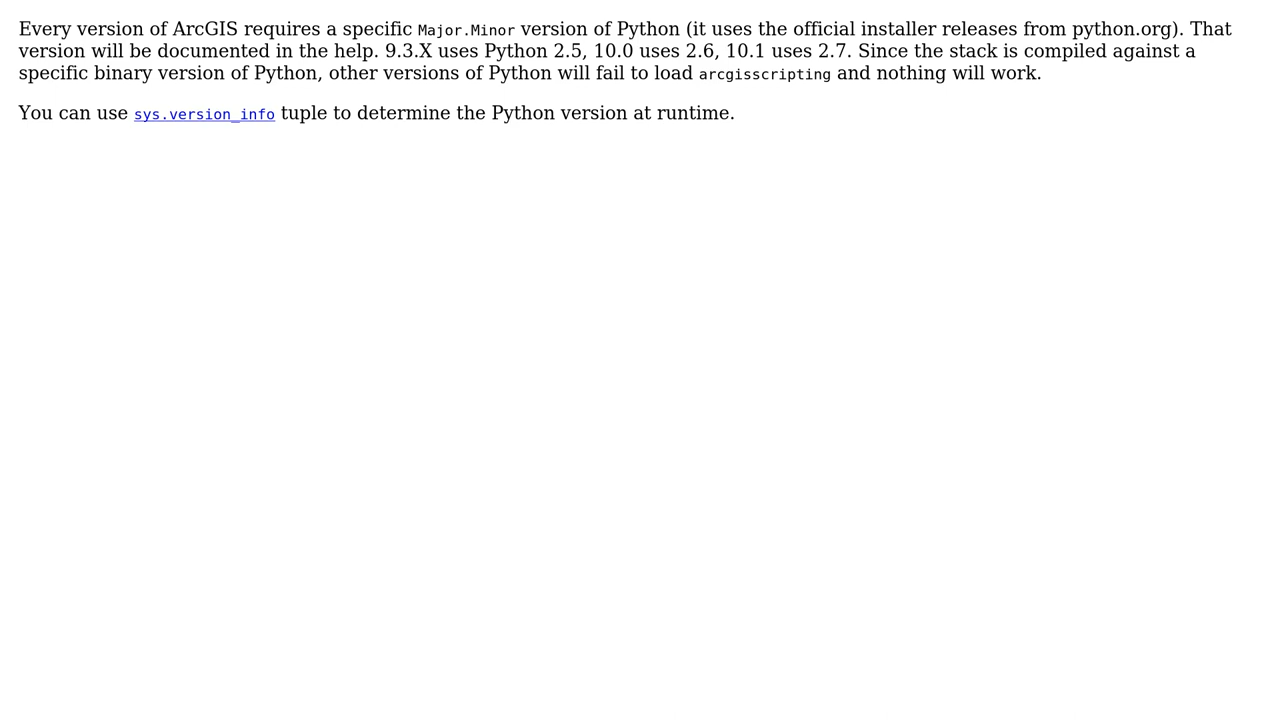 Every version of ArcGIS requires a specific Major.Minor version of Python (it uses the official installer releases from python.org). That
version will be documented in the help. 9.3.X uses Python 2.5, 10.0 uses 2.6, 10.1 uses 2.7. Since the stack is compiled against a
specific binary version of Python, other versions of Python will fail to load arcgisscripting and nothing will work.
You can use sys.version_info tuple to determine the Python version at runtime.